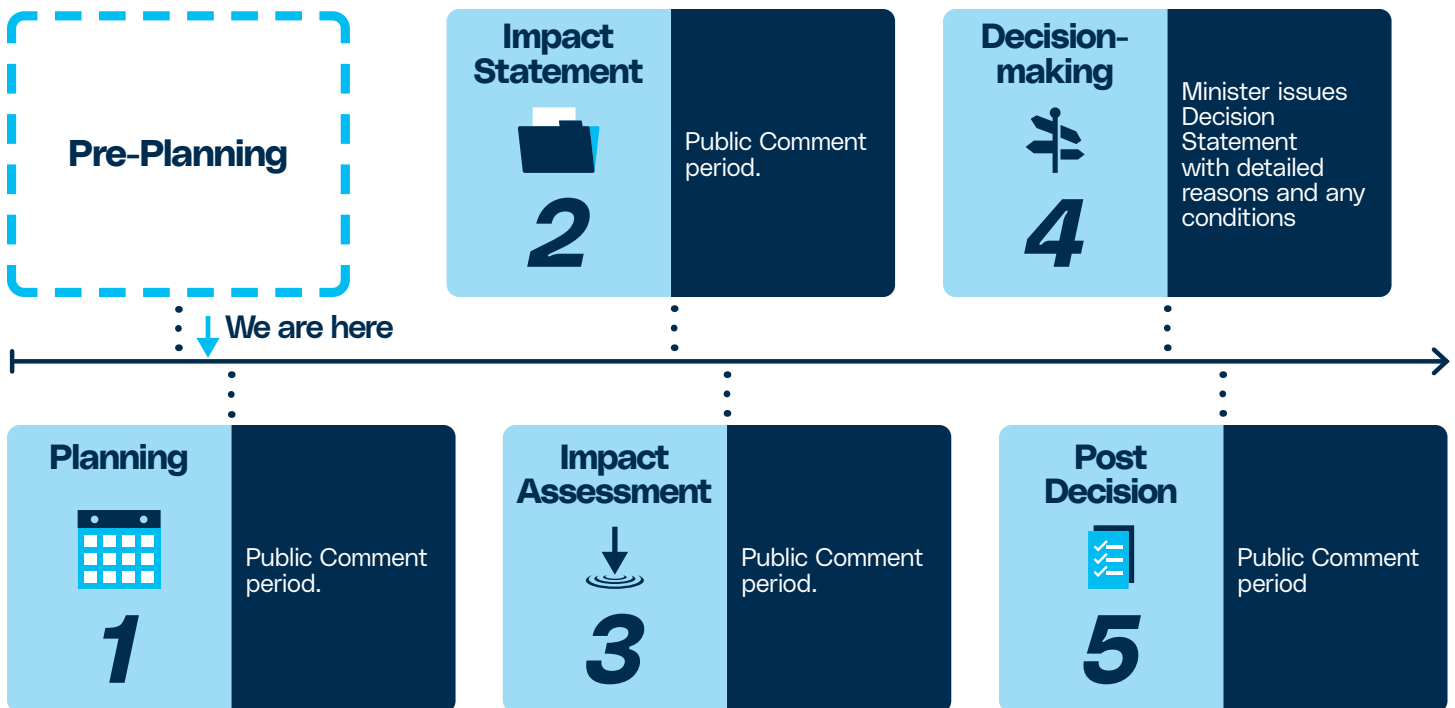 Pre-Planning
Impact
Statement
2
Public Comment
period.
Decision-
making
4
Minister issues
Decision
Statement
with detailed
reasons and any
conditions
We are here
Planning
1
Public Comment
period.
Impact
Assessment
3
Public Comment
period.
Post
Decision
5
Public Comment
period